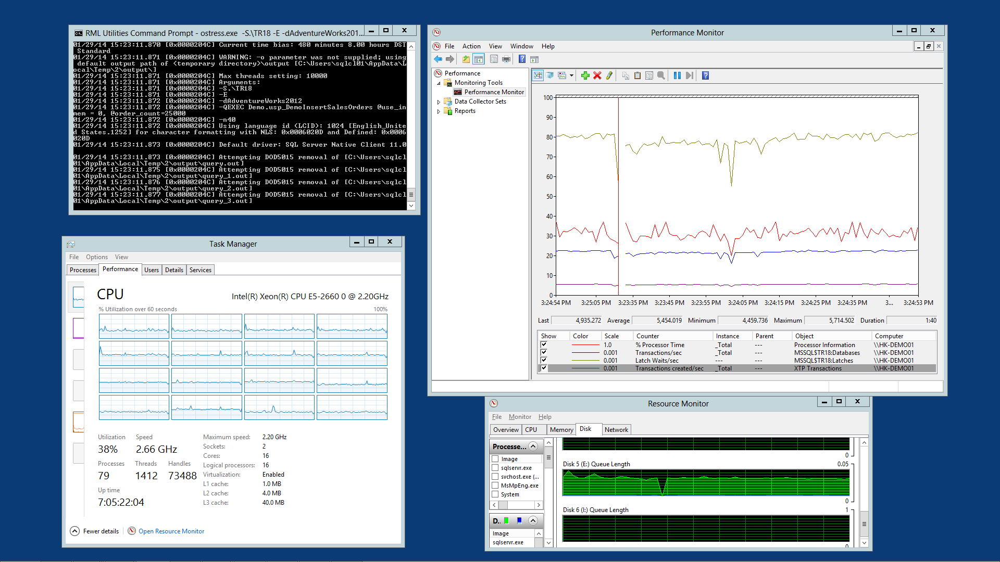 RML Utilities Command Prompt - ostress.exe  -S.\TR18 -E -dAdventureWorks201...
01/29/14 15:23:11.870 [0x0000204C] Current time bias: 480 minutes 8.00 hours DST
 Standard
01/29/14 15:23:11.871 [0x0000204C] WARNING: -o parameter was not supplied; using
 default output path of <temporary directory>\output [C:\Users\sqlcl01\AppData\L
ocal\Temp\2\output\]
01/29/14 15:23:11.871 [0x0000204C] Max threads setting: 10000
01/29/14 15:23:11.871 [0x0000204C] Arguments:
01/29/14 15:23:11.871 [0x0000204C] -S.\TR18
01/29/14 15:23:11.871 [0x0000204C] -E
01/29/14 15:23:11.872 [0x0000204C] -dAdventureWorks2012
01/29/14 15:23:11.872 [0x0000204C] -QEXEC Demo.usp_DemoInsertSalesOrders @use_in
mem = 0, @order_count=25000
01/29/14 15:23:11.872 [0x0000204C] -n40
01/29/14 15:23:11.872 [0x0000204C] Using language id (LCID): 1024 [English_Unite
d States.1252] for character formatting with NLS: 0x0006020D and Defined: 0x0006
020D
01/29/14 15:23:11.873 [0x0000204C] Default driver: SQL Server Native Client 11.0
01/29/14 15:23:11.873 [0x0000204C] Attempting DOD5015 removal of [C:\Users\sqlcl
01\AppData\Local\Temp\2\output\query.out]
01/29/14 15:23:11.875 [0x0000204C] Attempting DOD5015 removal of [C:\Users\sqlcl
01\AppData\Local\Temp\2\output\query_1.out]
01/29/14 15:23:11.876 [0x0000204C] Attempting DOD5015 removal of [C:\Users\sqlcl
01\AppData\Local\Temp\2\output\query_2.out]
01/29/14 15:23:11.877 [0x0000204C] Attempting DOD5015 removal of [C:\Users\sqlcl
01\AppData\Local\Temp\2\output\query_3.out]
Performance Monitor
File Action View Window Help
Performance
Monitoring Tools
Performance Monitor
Data Collector Sets
Reports
100
90
80
70
60
50
40
30
20
10
0
3:24:54 PM 3:25:05 PM 3:23:35 PM 3:23:45 PM 3:23:55 PM 3:24:05 PM 3:24:15 PM 3:24:25 PM 3:24:35 PM 3... 3:24:53 PM
Last 4,935.272 Average 5,454.019 Minimum 4,459.736 Maximum 5,714.502 Duration 1:40
Show Color Scale Counter Instance Parent Object Computer
1.0 % Processor Time _Total --- Processor Information \\HK-DEMO01
0.001 Transactions/sec _Total --- MSSQL$TR18:Databases \\HK-DEMO01
0.001 Latch Waits/sec --- --- MSSQL$TR18:Latches \\HK-DEMO01
0.001 Transactions created/sec _Total --- XTP Transactions \\HK-DEMO01
Task Manager
File Options View
Processes Performance Users Details Services
CPU
Intel(R) Xeon(R) CPU E5-2660 0 @ 2.20GHz
% Utilization over 60 seconds 100%
Utilization Speed
38% 2.66 GHz
Processes Threads Handles
79 1412 73488
Up time
7:05:22:04
Maximum speed: 2.20 GHz
Sockets: 2
Cores: 16
Logical processors: 16
Virtualization: Enabled
L1 cache: 1.0 MB
L2 cache: 4.0 MB
L3 cache: 40.0 MB
Fewer details Open Resource Monitor
Resource Monitor
File Monitor Help
Overview CPU Memory Disk Network
Processe...
Image
sqlservr.exe
svchost.exe (...
MsMpEng.exe
System
D..
Image
sqlservr.exe
0
Disk 5 (E:) Queue Length 0.05
0
Disk 6 (I:) Queue Length 1
0